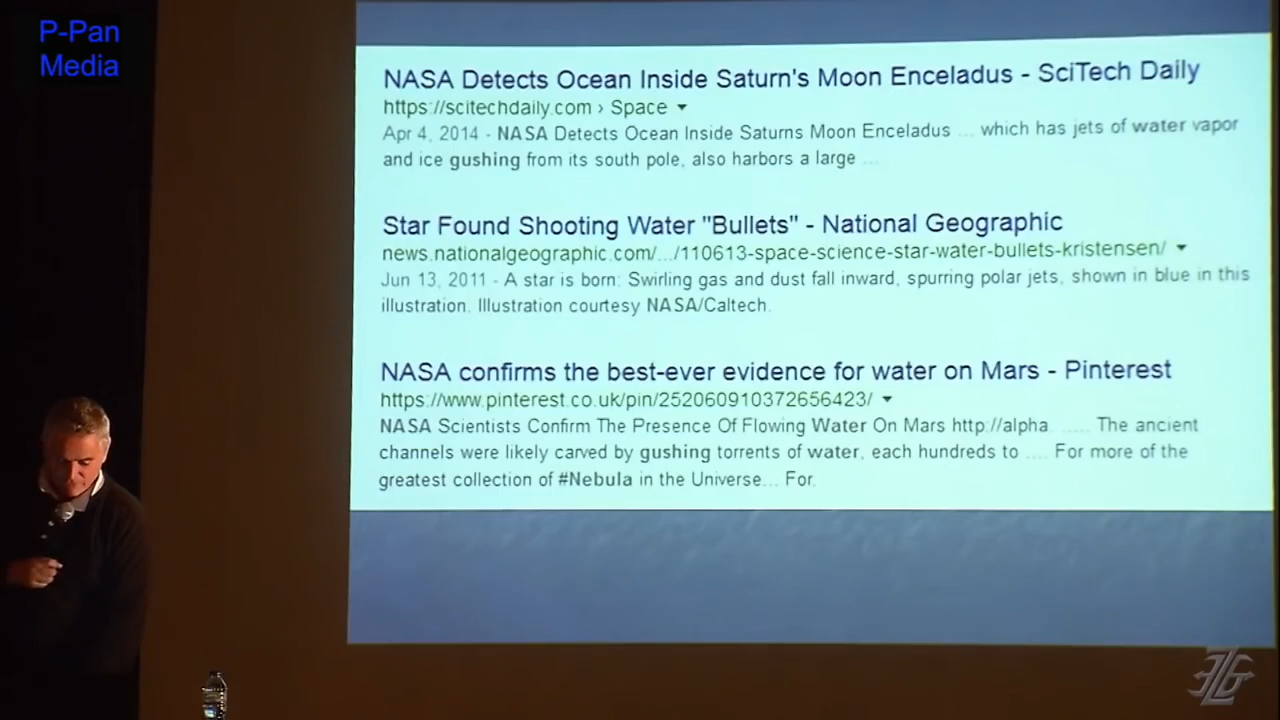 P-Pan
Media
NASA Detects Ocean Inside Saturn's Moon Enceladus - SciTech Daily
https://scitechdaily.com › Space
Apr 4, 2014 - NASA Detects Ocean Inside Saturns Moon Enceladus ... which has jets of water vapor
and ice gushing from its south pole, also harbors a large ...
Star Found Shooting Water "Bullets" - National Geographic
news.nationalgeographic.com/.../110613-space-science-star-water-bullets-kristensen/
Jun 13, 2011 - A star is born: Swirling gas and dust fall inward, spurring polar jets, shown in blue in this
illustration. Illustration courtesy NASA/Caltech.
NASA confirms the best-ever evidence for water on Mars - Pinterest
https://www.pinterest.co.uk/pin/252060910372656423/
NASA Scientists Confirm The Presence Of Flowing Water On Mars http://alpha. ..... The ancient
channels were likely carved by gushing torrents of water, each hundreds to .... For more of the
greatest collection of #Nebula in the Universe... For.